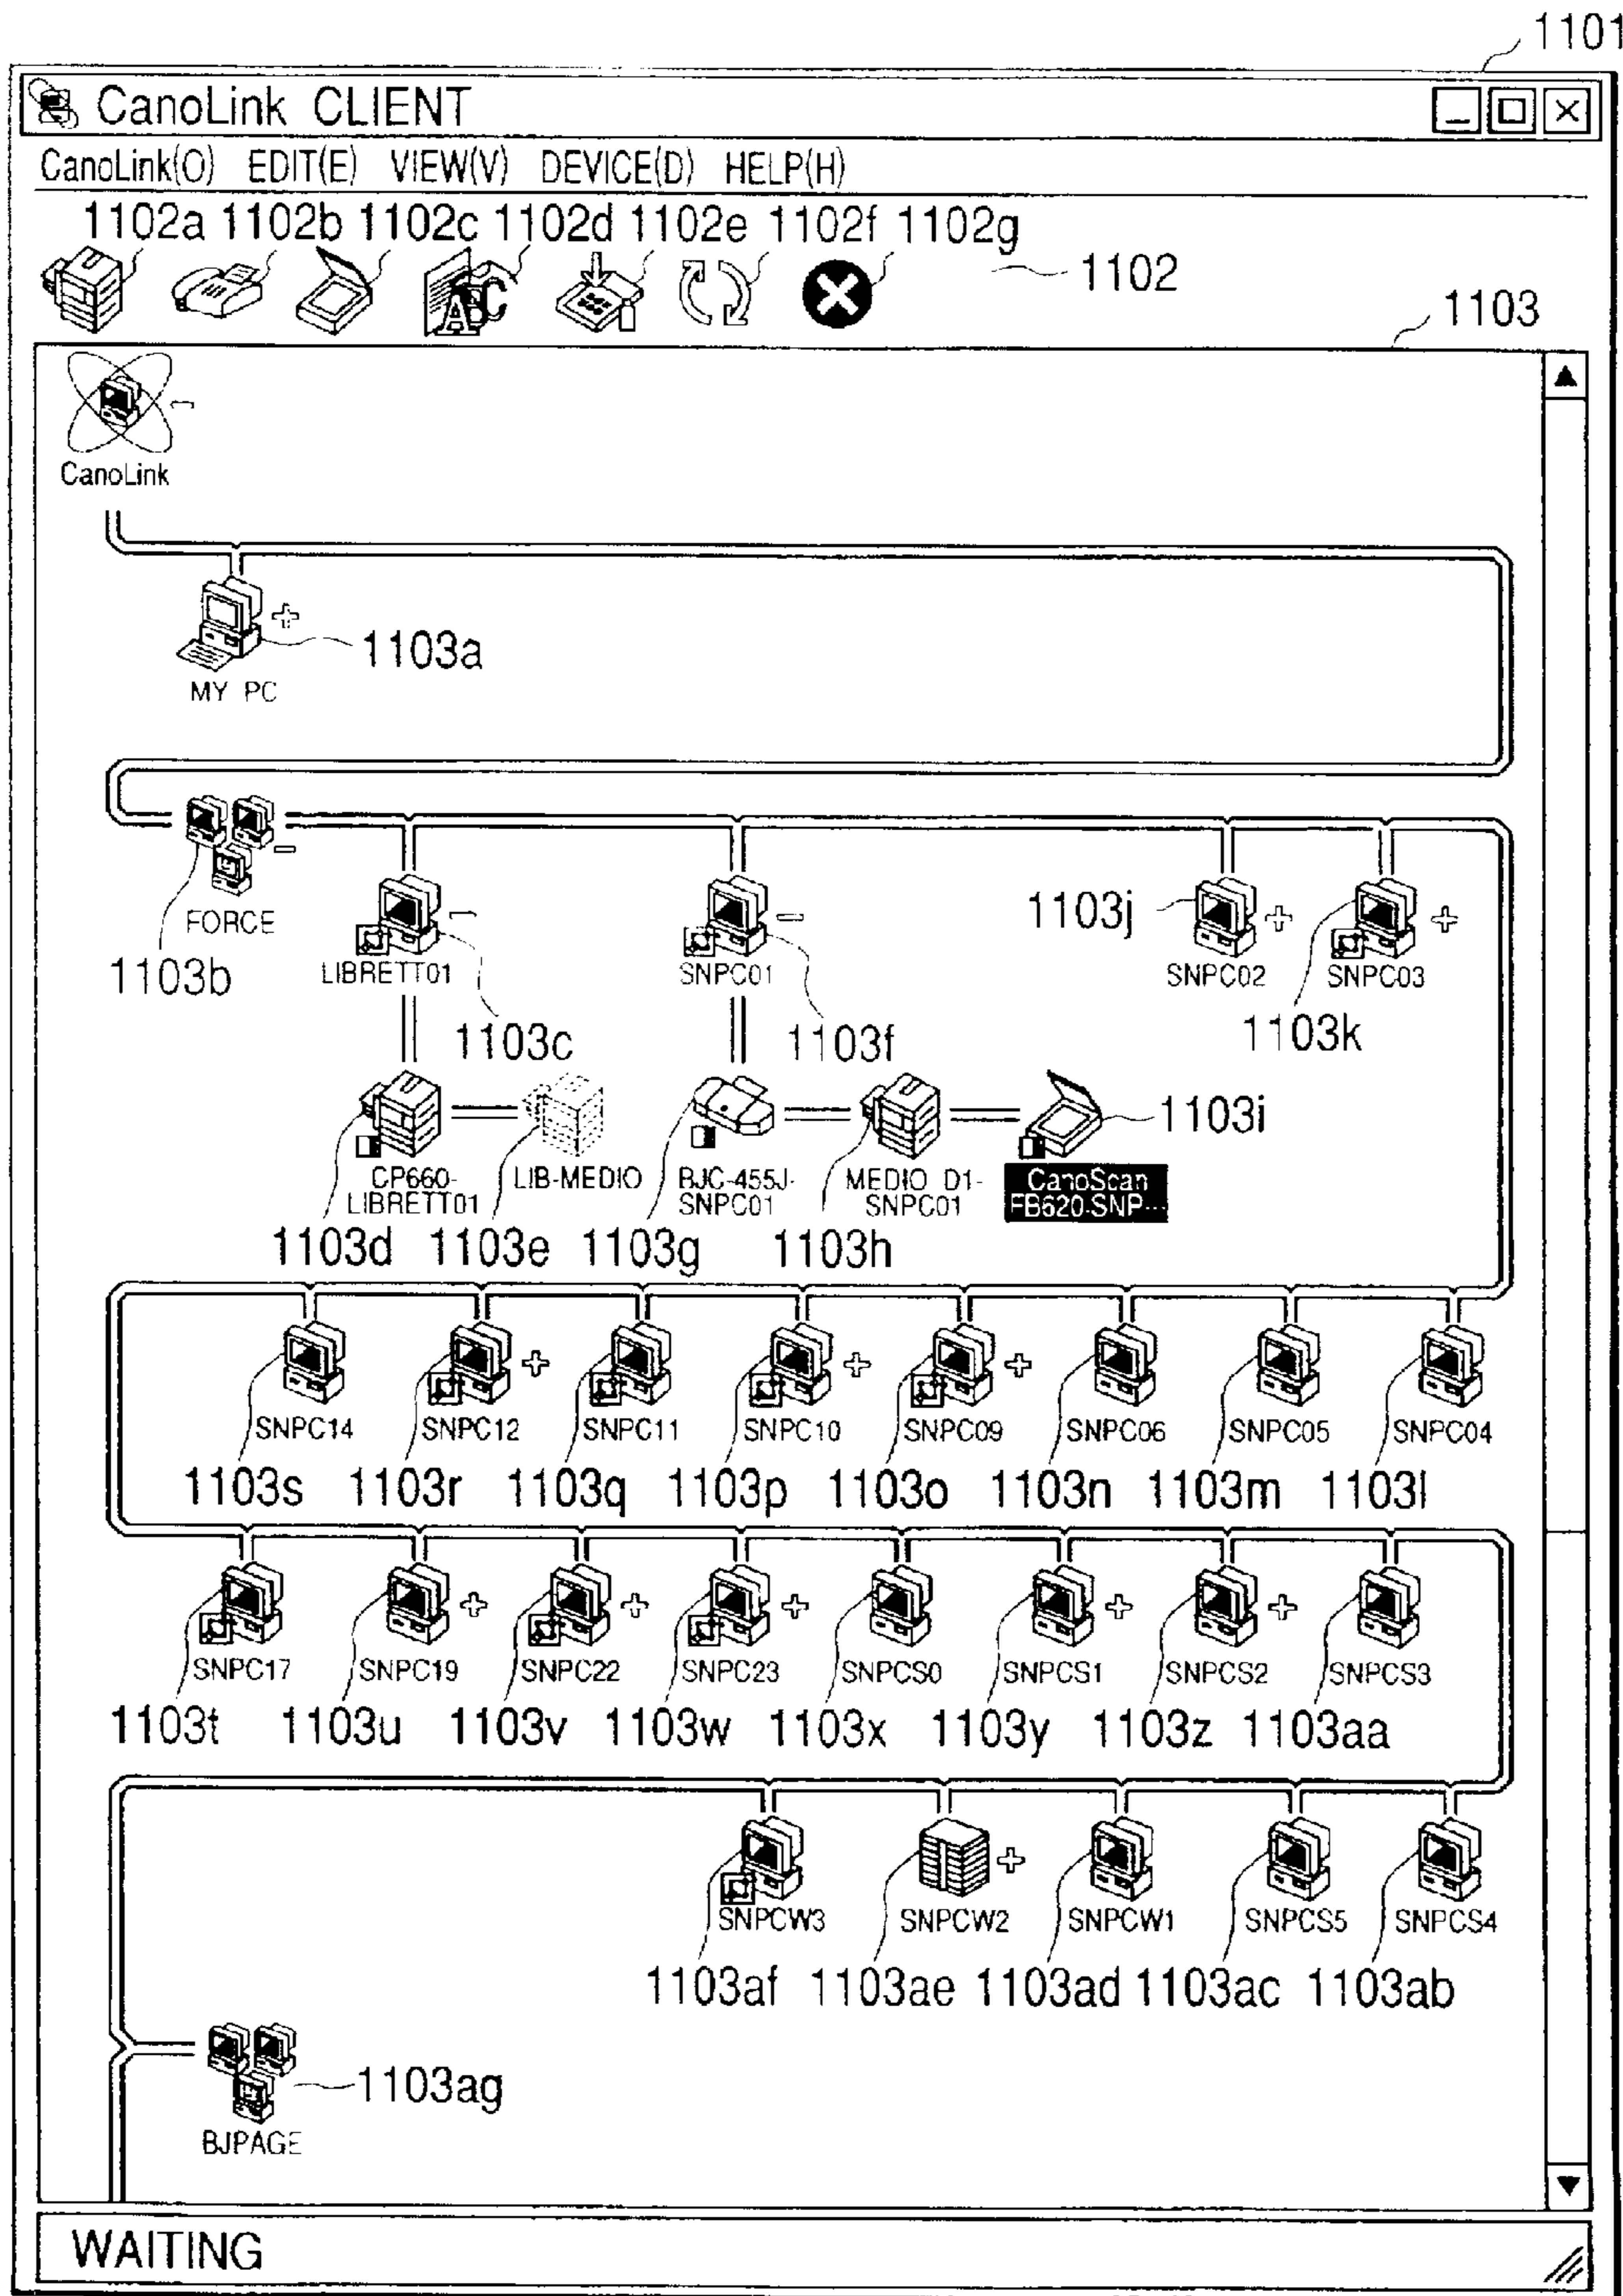 1101
CanoLink CLIENT
CanoLink(O) EDIT(E) VIEW(V) DEVICE(D) HELP(H)
1102a 1102b 1102c 1102d 1102e 1102f 1102g
1102
1103
CanoLink
1103a
MY PC
1103j
FORCE
1103b
LIBRETT01
SNPC01
SNPC02
SNPC03
1103c
1103f
1103k
1103i
CP660-
LIBRETT01
LIB-MEDIO
BJC-455J-
SNPC01
MEDIO D1-
SNPC01
CanoScan
FB620-SNP...
1103d 1103e 1103g 1103h
SNPC14 SNPC12 SNPC11 SNPC10 SNPC09 SNPC06 SNPC05 SNPC04
1103s 1103r 1103q 1103p 1103o 1103n 1103m 1103l
SNPC17 SNPC19 SNPC22 SNPC23 SNPCS0 SNPCS1 SNPCS2 SNPCS3
1103t 1103u 1103v 1103w 1103x 1103y 1103z 1103aa
SNPCW3 SNPCW2 SNPCW1 SNPCS5 SNPCS4
1103af 1103ae 1103ad 1103ac 1103ab
1103ag
BJPAGE
WAITING